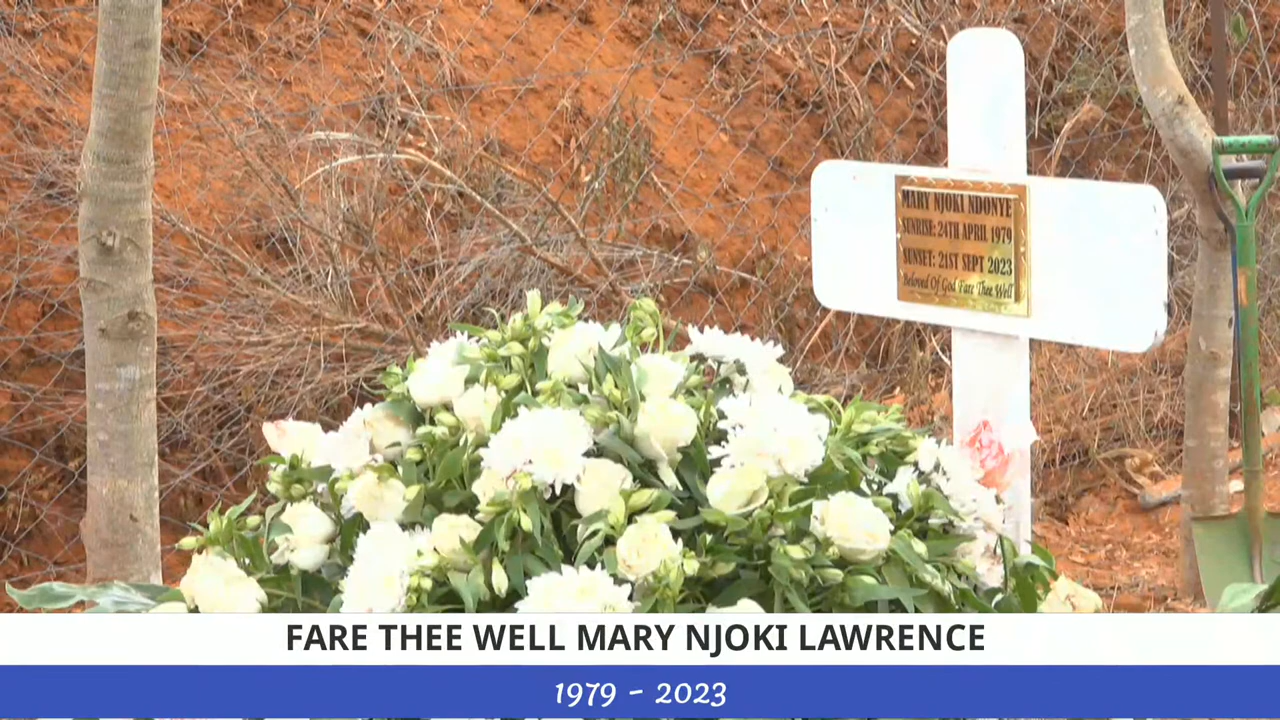 MARY NJOKI NDONYE
SUNRISE: 24TH APRIL 1979
SUNSET: 21ST SEPT 2023
Beloved Of God Fare Thee Well
FARE THEE WELL MARY NJOKI LAWRENCE
1979 - 2023